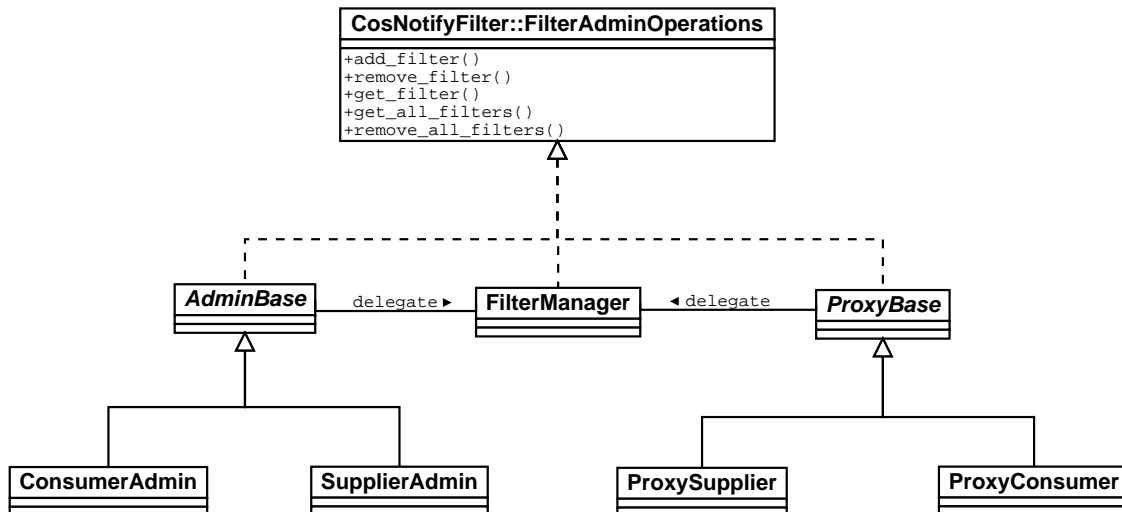 CosNotifyFilter::FilterAdminOperations
+add_filter()
+remove_filter()
+get_filter()
+get_all_filters()
+remove_all_filters()
AdminBase
delegate
FilterManager
delegate
ProxyBase
ConsumerAdmin
SupplierAdmin
ProxySupplier
ProxyConsumer